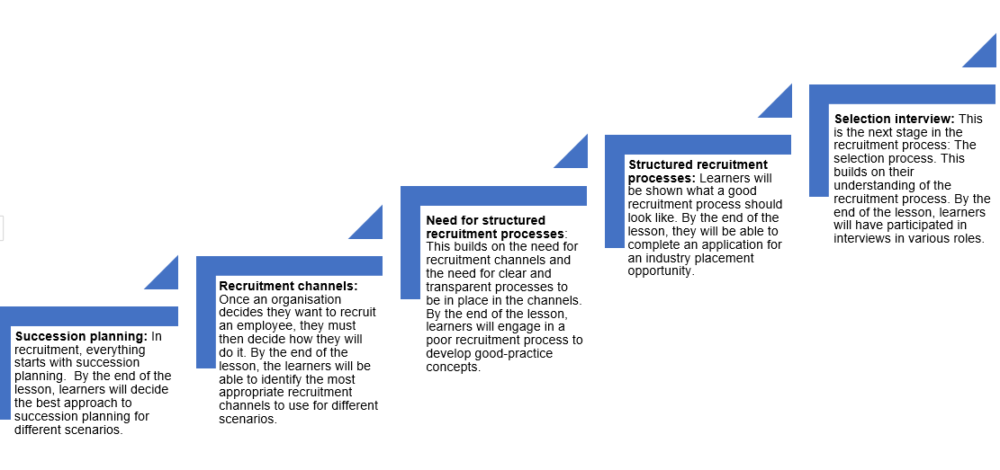 Succession planning: In
recruitment, everything
starts with succession
planning.  By the end of the
lesson, learners will decide
the best approach to
succession planning for
different scenarios.
Recruitment channels:
Once an organisation
decides they want to recruit
an employee, they must
then decide how they will
do it. By the end of the
lesson, the learners will be
able to identify the most
appropriate recruitment
channels to use for different
scenarios.
Need for structured
recruitment processes:
This builds on the need for
recruitment channels and
the need for clear and
transparent processes to
be in place in the channels.
By the end of the lesson,
learners will engage in a
poor recruitment process to
develop good-practice
concepts.
Structured recruitment
processes: Learners will
be shown what a good
recruitment process should
look like. By the end of the
lesson, they will be able to
complete an application for
an industry placement
opportunity.
Selection interview: This
is the next stage in the
recruitment process: The
selection process. This
builds on their
understanding of the
recruitment process. By the
end of the lesson, learners
will have participated in
interviews in various roles.